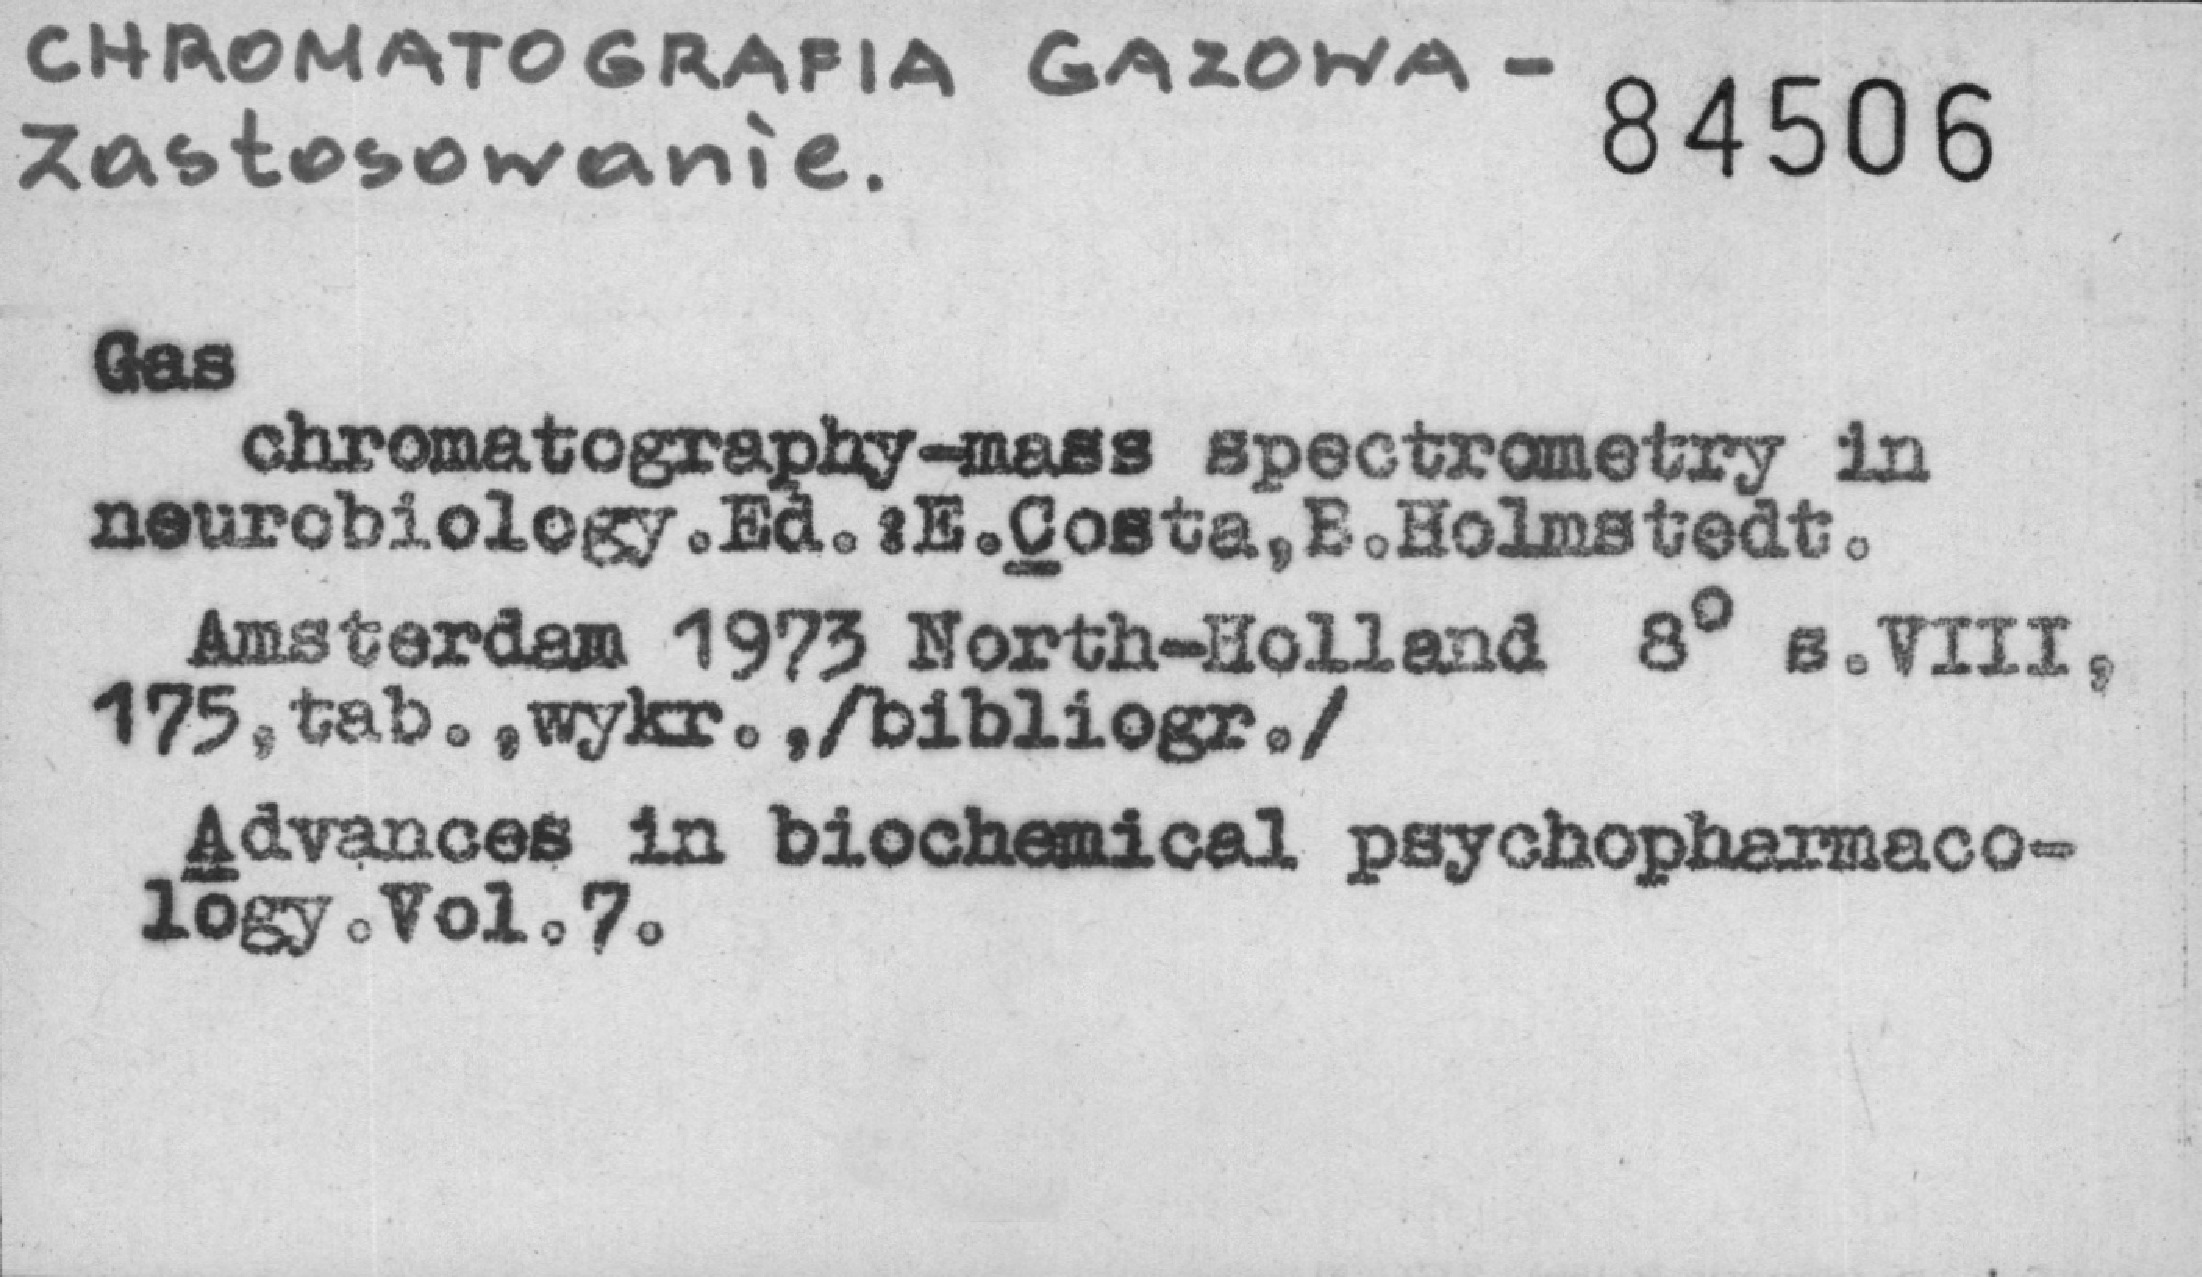 CHROMATOGRAFIA GAZOWA -
Zastosowanie.
84506
Gas
chromatography-mass spectrometry in
neurobiology.Ed.:E.Costa,B.Holmstedt.
Amsterdam 1973 North-Holland 8° s.VIII,
175,tab.,wykr.,/bibliogr./
Advances in biochemical psychopharmaco-
logy.Vol.7.